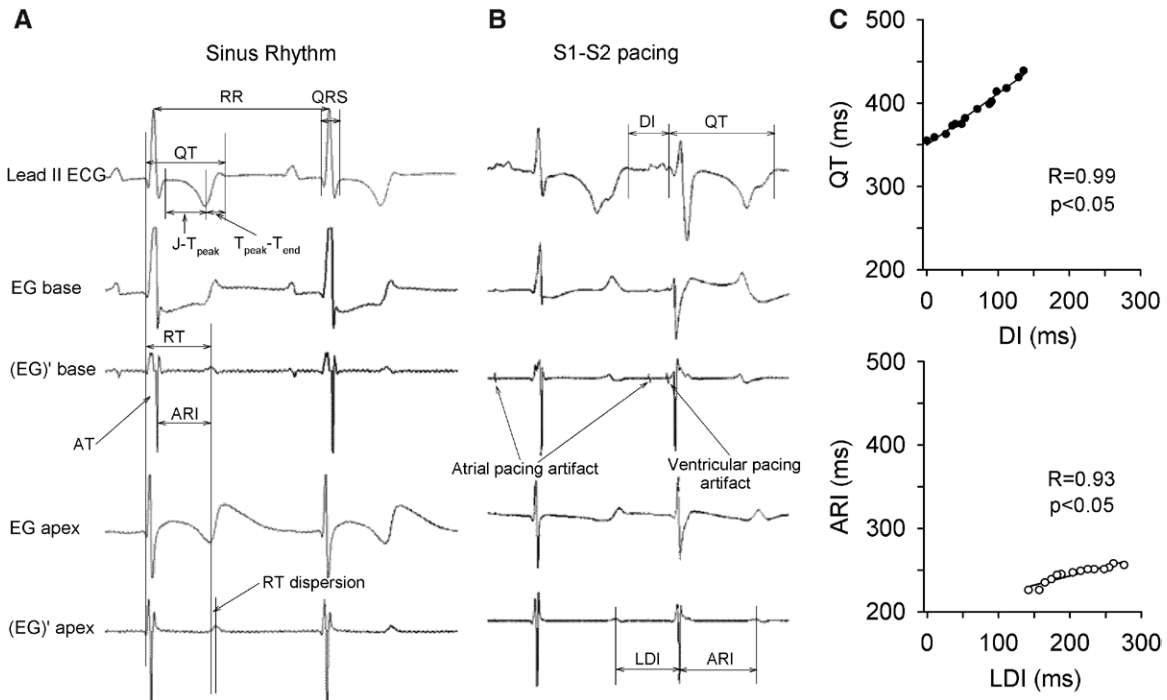 A
Sinus Rhythm
RR
QRS
QT
Lead II ECG
J-Tpeak
Tpeak-Tend
EG base
RT
(EG)' base
ARI
AT
EG apex
RT dispersion
(EG)' apex
B
S1-S2 pacing
DI
QT
Atrial pacing artifact
Ventricular pacing
artifact
LDI
ARI
C
500
400
300
200
QT (ms)
R=0.99
p<0.05
0
100
200
300
DI (ms)
500
400
300
200
ARI (ms)
R=0.93
p<0.05
0
100
200
300
LDI (ms)